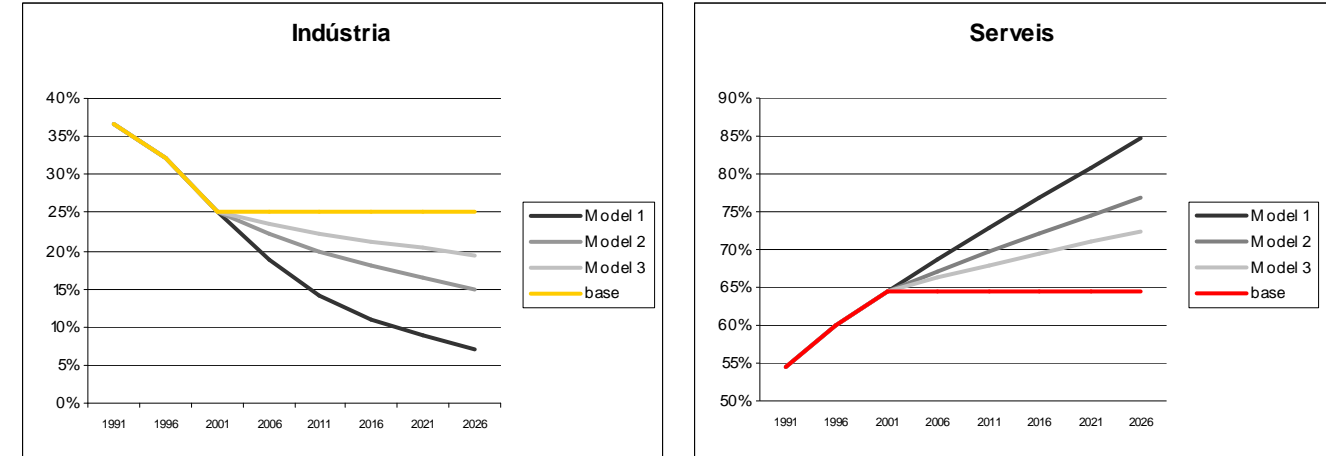 Indústria
40%
35%
30%
25%
20%
15%
10%
5%
0%
1991 1996 2001 2006 2011 2016 2021 2026
Model 1
Model 2
Model 3
base
Serveis
90%
85%
80%
75%
70%
65%
60%
55%
50%
1991 1996 2001 2006 2011 2016 2021 2026
Model 1
Model 2
Model 3
base